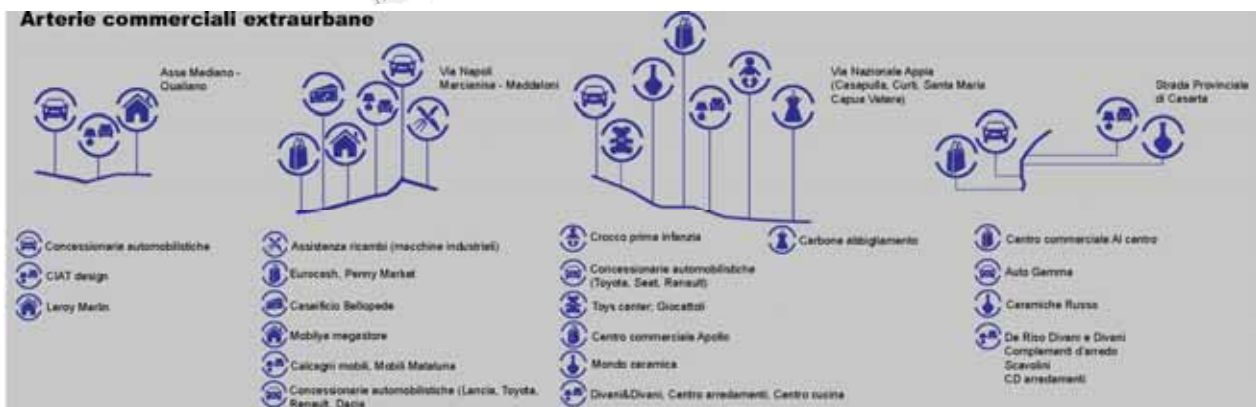 Arterie commerciali extraurbane
Asse Mediano -
Qualiano
Via Napoli
Marcianise - Maddaloni
Via Nazionale Appia
(Casapulla, Curti, Santa Maria
Capua Vetere)
Strada Provinciale
di Caserta
Concessionarie automobilistiche
CIAT design
Leroy Merlin
Assistenza ricambi (macchine industriali)
Eurocash, Penny Market
Caseificio Bellopede
Mobilya megastore
Calcagni mobili, Mobili Mataluna
Concessionarie automobilistiche (Lancia, Toyota,
Renault, Dacia
Crocco prima infanzia
Concessionarie automobilistiche
(Toyota, Seat, Renault)
Toys center; Giocattoli
Centro commerciale Apollo
Mondo ceramica
Divani&Divani, Centro arredamenti, Centro cucina
Carbone abbigliamento
Centro commerciale Al centro
Auto Gamma
Ceramiche Russo
De Riso Divani e Divani
Complementi d'arredo
Scavolini
CD arredamenti